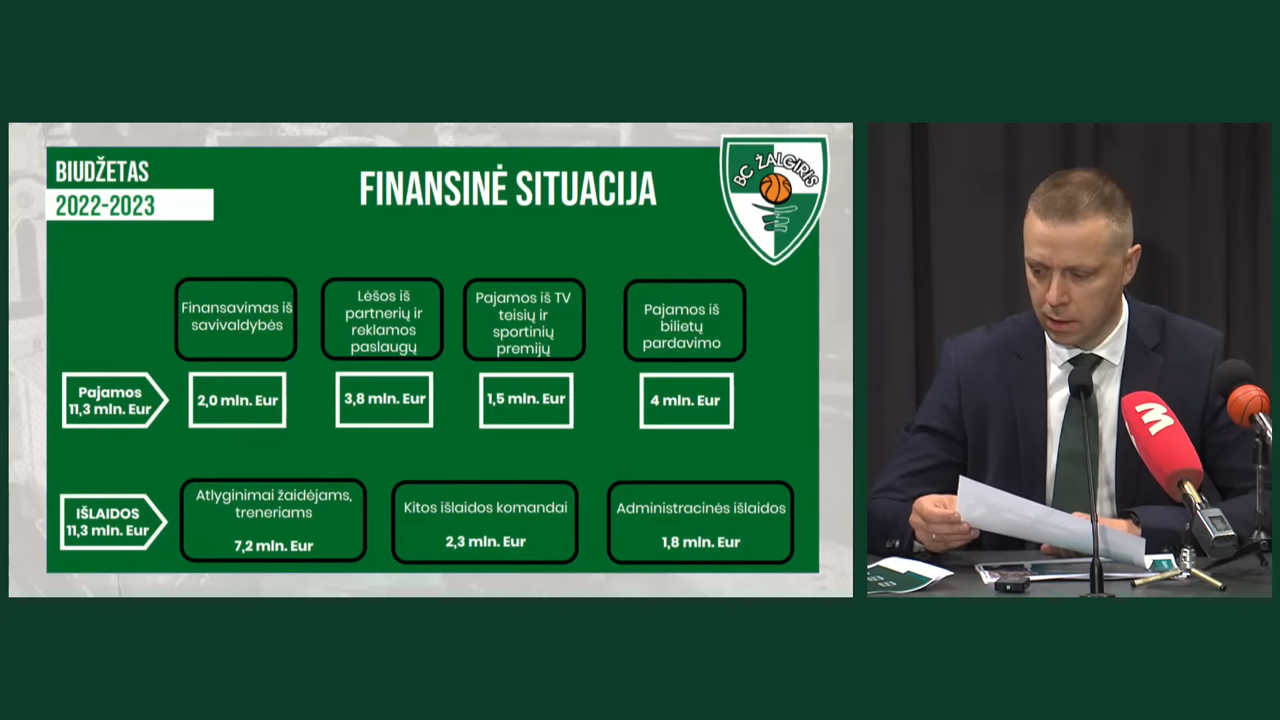 BIUDŽETAS
2022-2023
FINANSINĖ SITUACIJA
BC ŽALGIRIS
Finansavimas iš
savivaldybės
Lėšos iš
partnerių ir
reklamos
paslaugų
Pajamos iš TV
teisių ir
sportinių
premijų
Pajamos iš
bilietų
pardavimo
Pajamos
11,3 mln. Eur
2,0 mln. Eur
3,8 mln. Eur
1,5 mln. Eur
4 mln. Eur
IŠLAIDOS
11,3 mln. Eur
Atlyginimai žaidėjams,
treneriams
7,2 mln. Eur
Kitos išlaidos komandai
2,3 mln. Eur
Administracinės išlaidos
1,8 mln. Eur